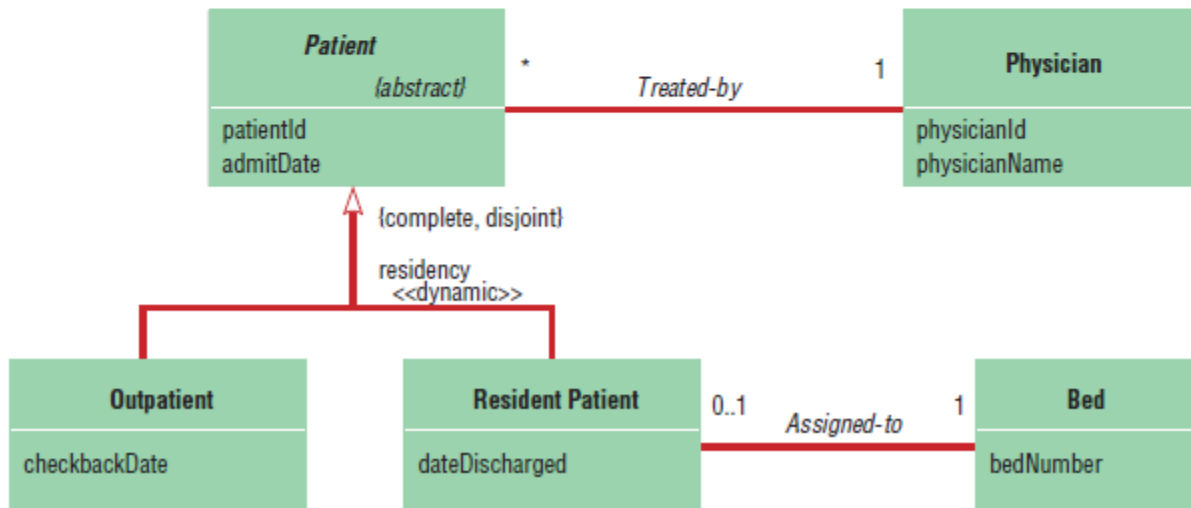 Patient
{abstract}
patientId
admitDate
* Treated-by 1
Physician
physicianId
physicianName
{complete, disjoint}
residency
<<dynamic>>
Outpatient
checkbackDate
Resident Patient
dateDischarged
0..1 Assigned-to 1
Bed
bedNumber